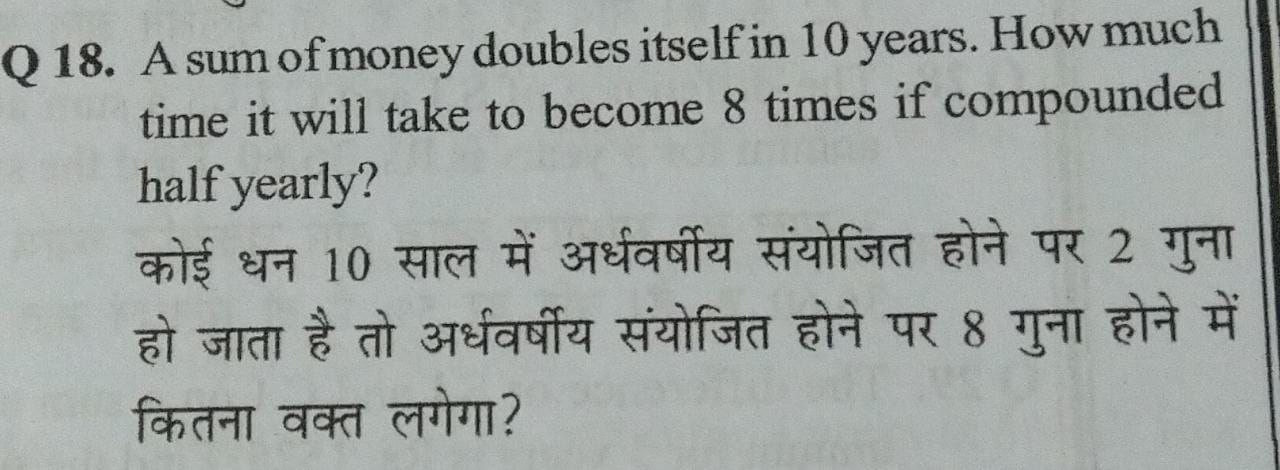 Q 18. A sum of money doubles itself in 10 years. How much
time it will take to become 8 times if compounded
half yearly?
कोई धन 10 साल में अर्धवर्षीय संयोजित होने पर 2 गुना
हो जाता है तो अर्धवर्षीय संयोजित होने पर 8 गुना होने में
कितना वक्त लगेगा?